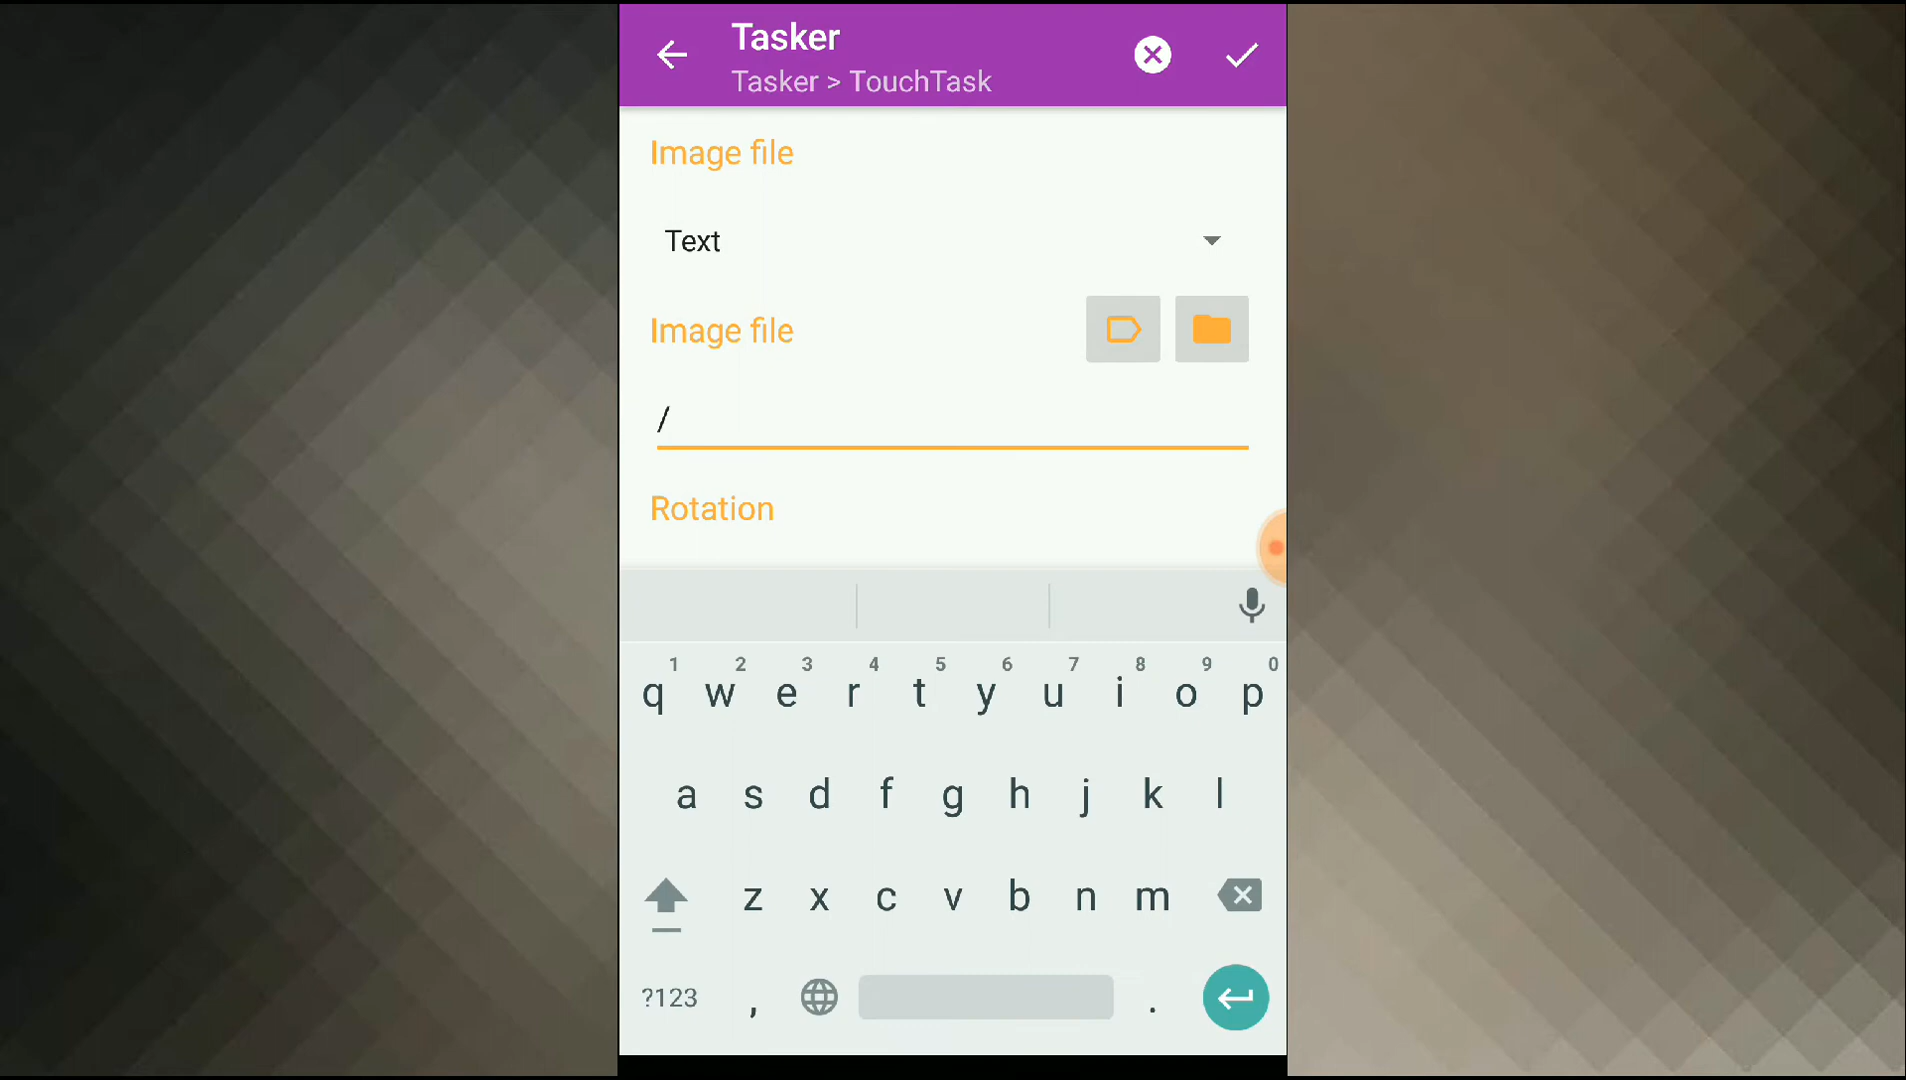 Tasker
Tasker > TouchTask
Image file
Text
Image file
/
Rotation
1 2 3 4 5 6 7 8 9 0
q w e r t y u i o p
a s d f g h j k l
z x c v b n m
?123 , .